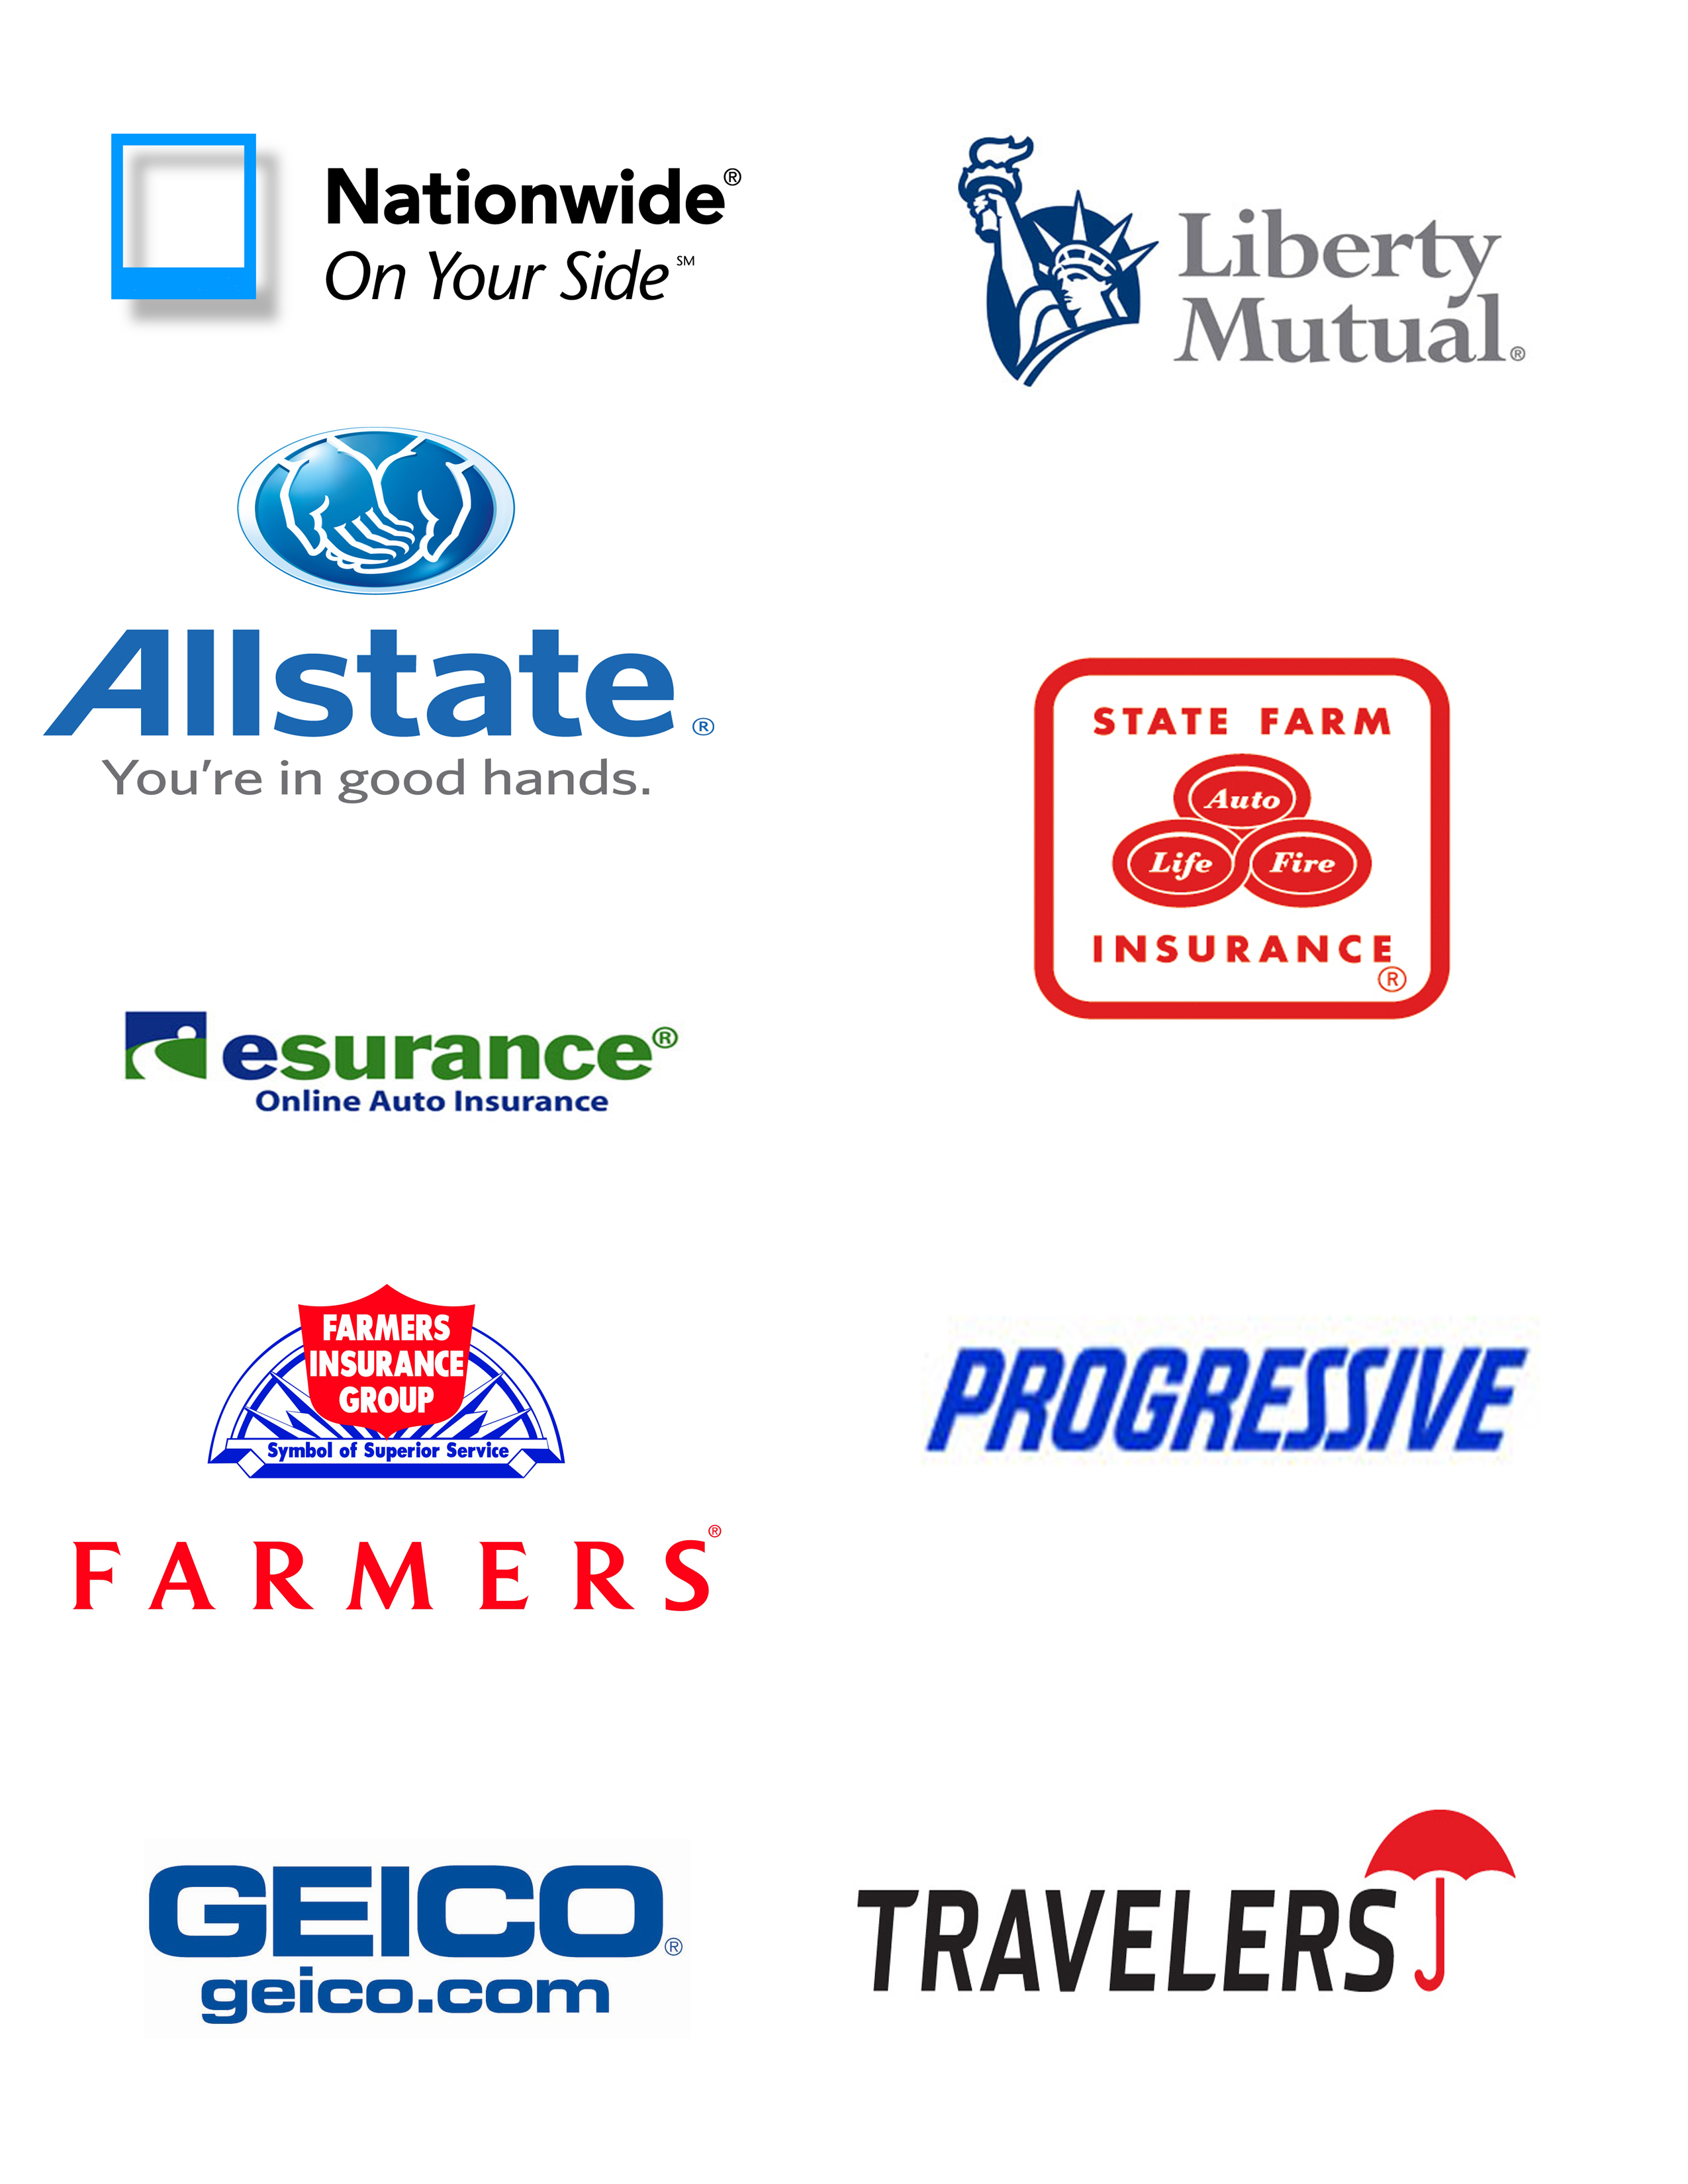 Nationwide®
On Your Side℠
Liberty
Mutual®
Allstate®
You're in good hands.
STATE FARM
Auto
Life Fire
INSURANCE
®
esurance®
Online Auto Insurance
FARMERS
INSURANCE
GROUP
Symbol of Superior Service
FARMERS®
PROGRESSIVE
GEICO®
geico.com
TRAVELERS